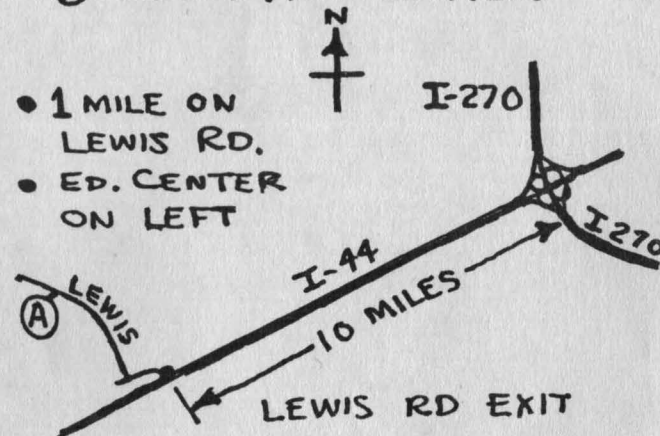 N
• 1 MILE ON
LEWIS RD.
• ED. CENTER
ON LEFT
I-270
I 270
I-44
10 MILES
LEWIS
A
LEWIS RD EXIT